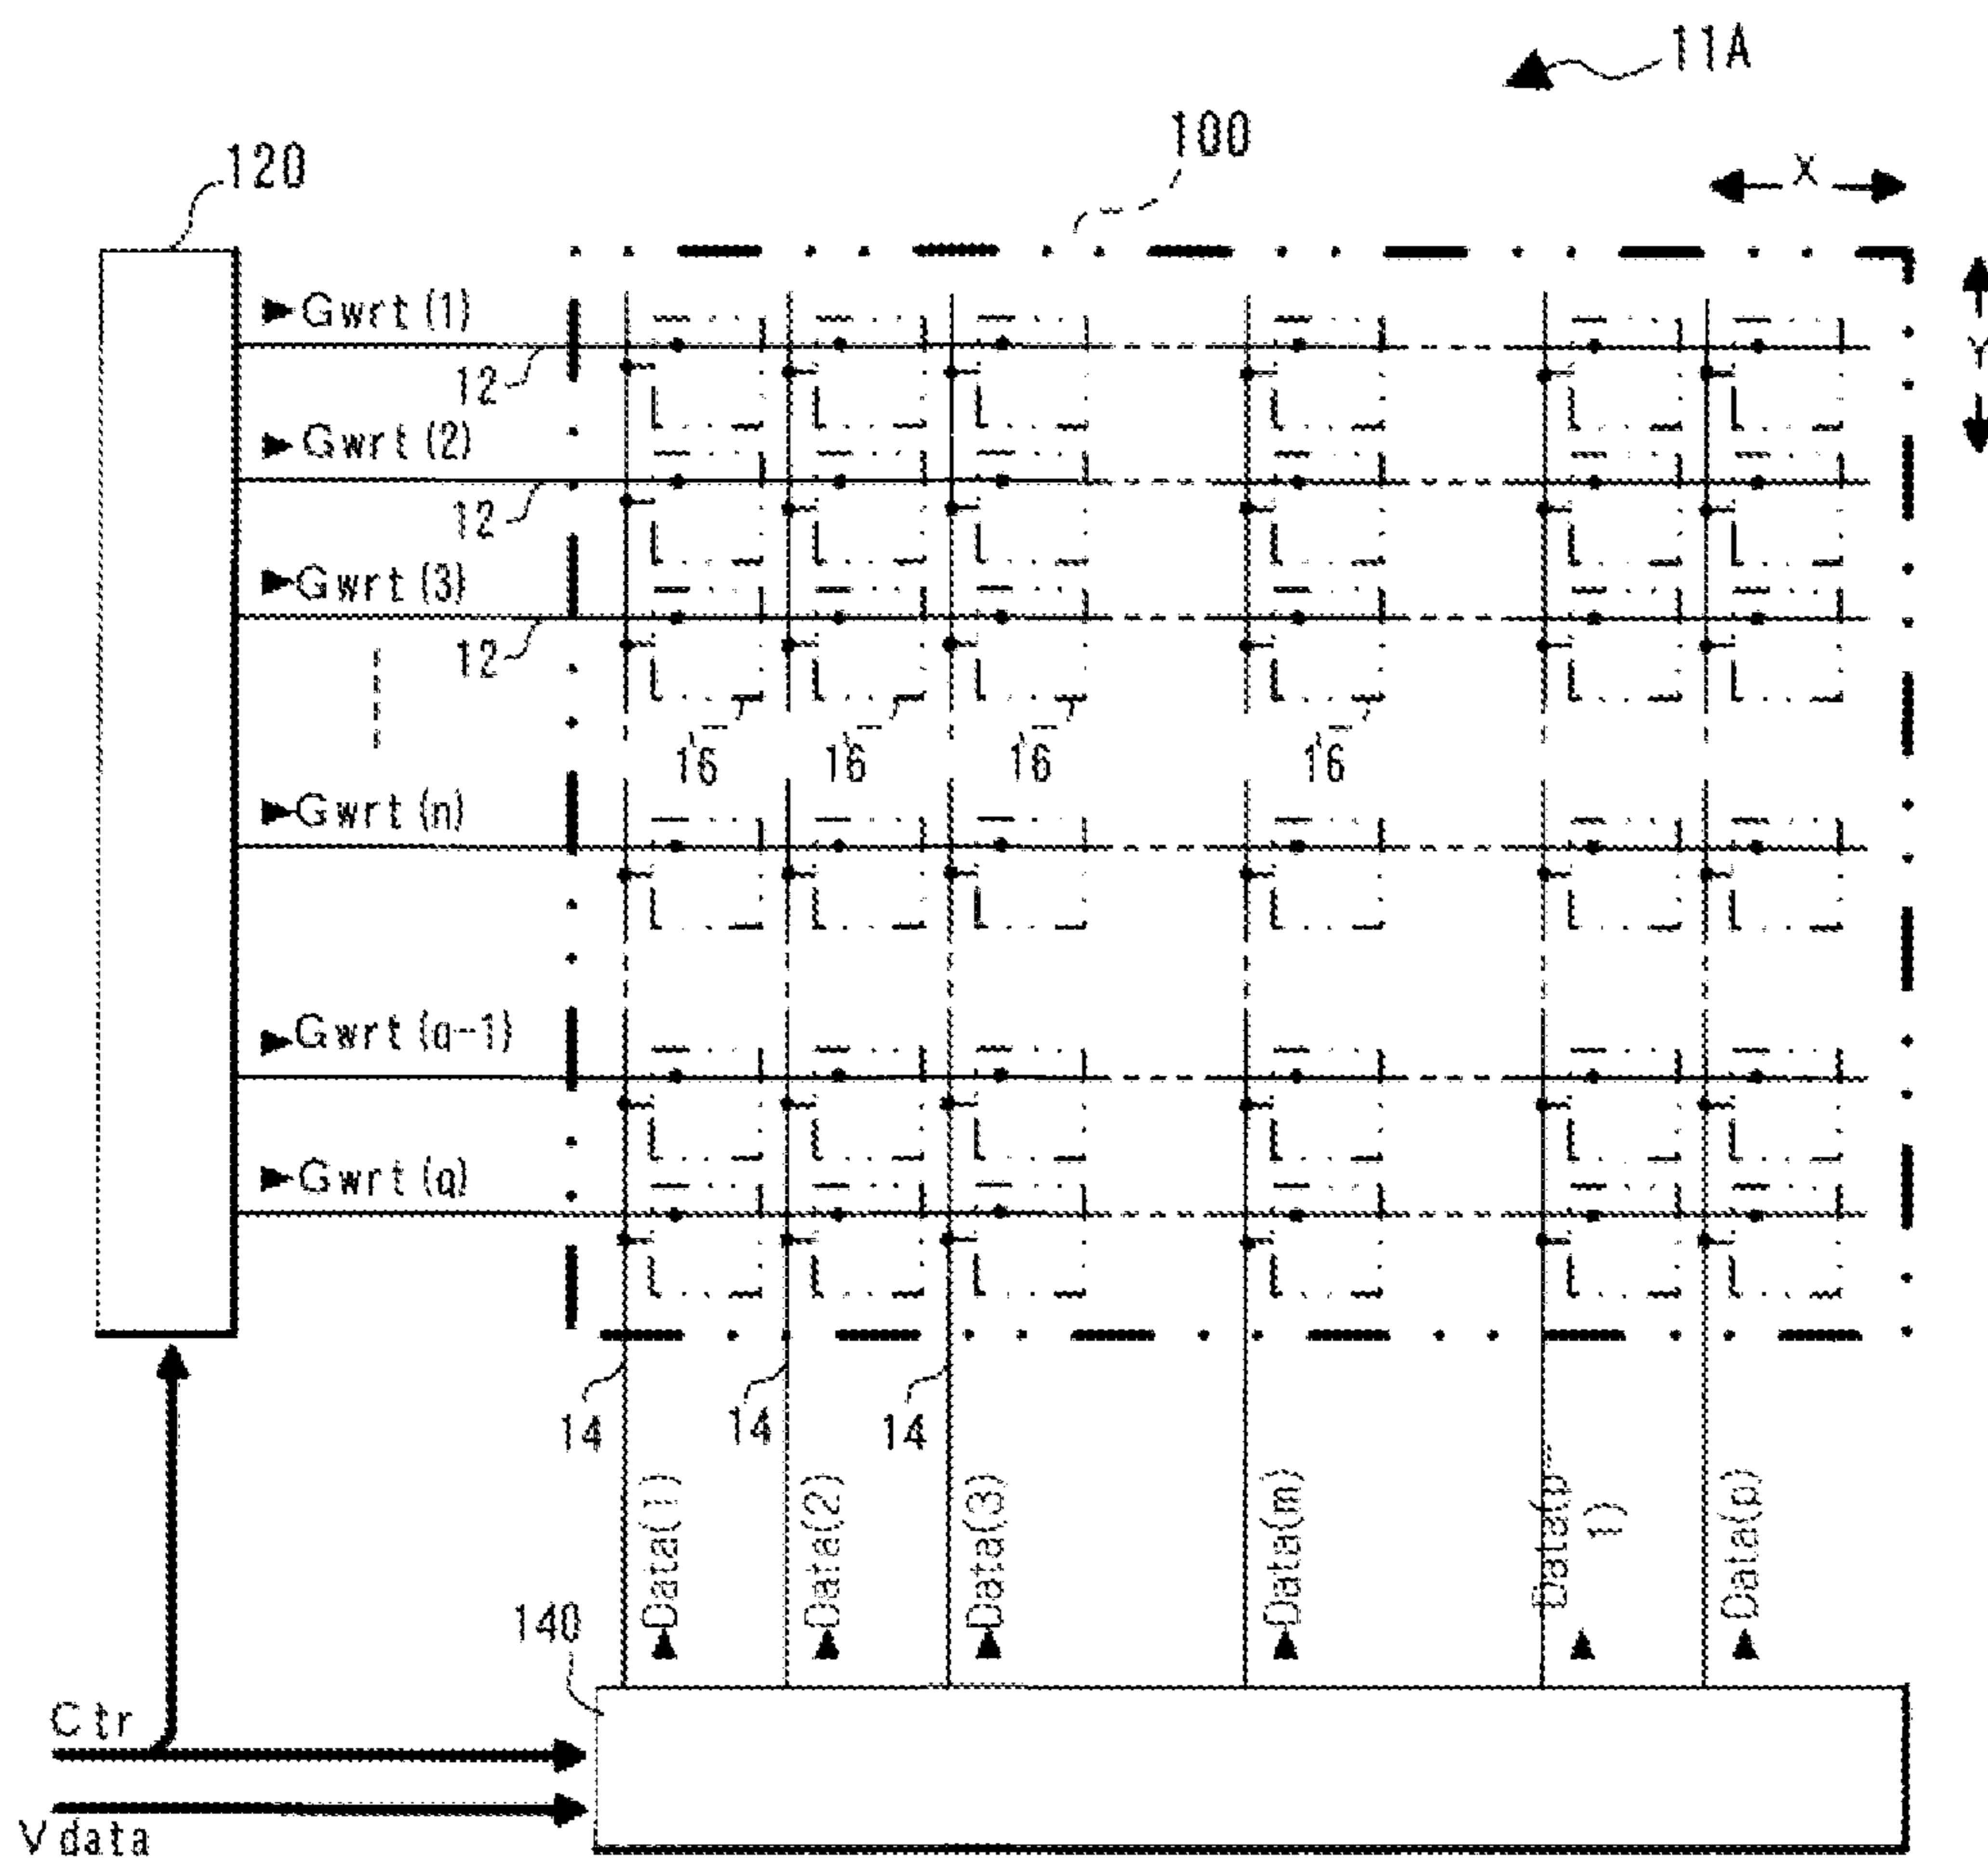 11A
100
120
X
Y
Gwrt (1)
12
Gwrt (2)
12
Gwrt (3)
12
16 16 16 16
Gwrt (n)
Gwrt (q-1)
Gwrt (q)
14 14 14
Data(1)
Data(2)
Data(3)
Data(m)
Data(p-
1)
Data(p)
140
Ctr
Vdata